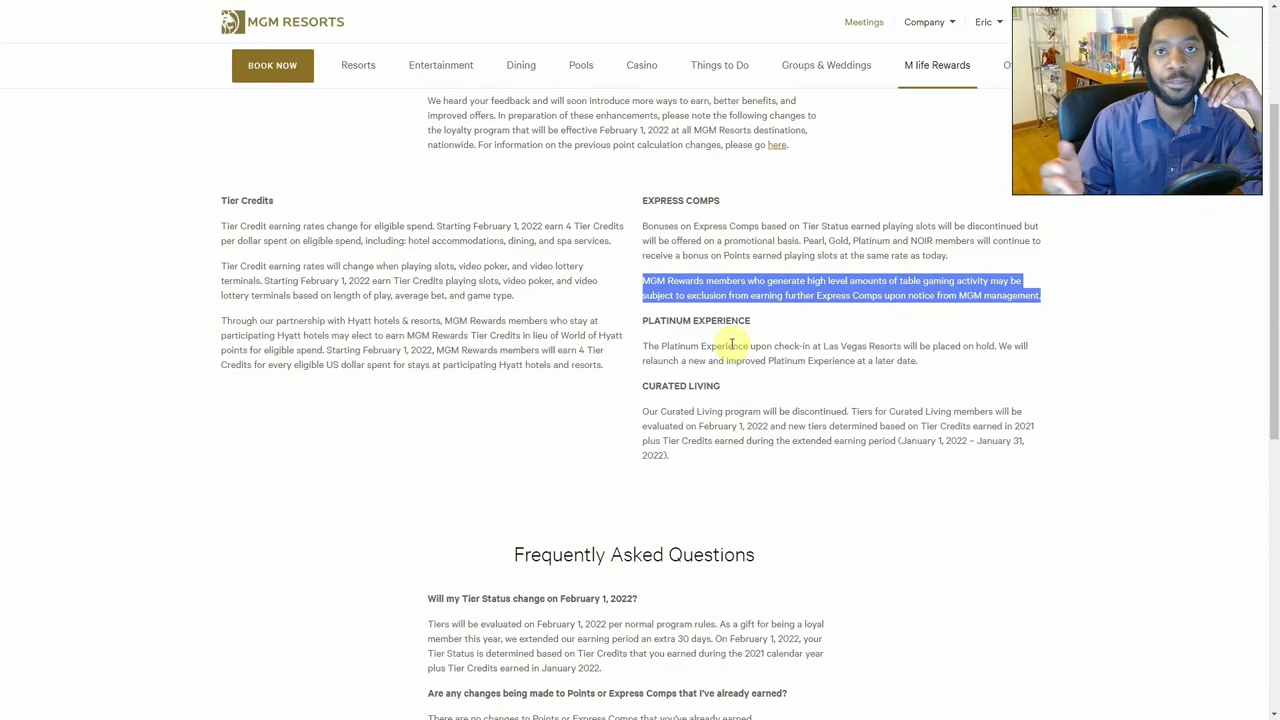 MGM RESORTS
Meetings
Company
Eric
BOOK NOW
Resorts
Entertainment
Dining
Pools
Casino
Things to Do
Groups & Weddings
M life Rewards
We heard your feedback and will soon introduce more ways to earn, better benefits, and
improved offers. In preparation of these enhancements, please note the following changes
to the loyalty program that will be effective February 1, 2022 at all MGM Resorts destinations,
nationwide. For information on the previous point calculation changes, please go here.
Tier Credits
Tier Credit earning rates change for eligible spend. Starting February 1, 2022 earn 4 Tier Credits
per dollar spent on eligible spend, including: hotel accommodations, dining, and spa services.
Tier Credit earning rates will change when playing slots, video poker, and video lottery
terminals. Starting February 1, 2022 earn Tier Credits playing slots, video poker, and video
lottery terminals based on length of play, average bet, and game type.
Through our partnership with Hyatt hotels & resorts, MGM Rewards members who stay at
participating Hyatt hotels may elect to earn MGM Rewards Tier Credits in lieu of World of Hyatt
points for eligible spend. Starting February 1, 2022, MGM Rewards members will earn 4 Tier
Credits for every eligible US dollar spent for stays at participating Hyatt hotels and resorts.
EXPRESS COMPS
Bonuses on Express Comps based on Tier Status earned playing slots will be discontinued but
will be offered on a promotional basis. Pearl, Gold, Platinum and NOIR members will continue to
receive a bonus on Points earned playing slots at the same rate as today.
MGM Rewards members who generate high level amounts of table gaming activity may be
subject to exclusion from earning further Express Comps upon notice from MGM management.
PLATINUM EXPERIENCE
The Platinum Experience upon check-in at Las Vegas Resorts will be placed on hold. We will
relaunch a new and improved Platinum Experience at a later date.
CURATED LIVING
Our Curated Living program will be discontinued. Tiers for Curated Living members will be
evaluated on February 1, 2022 and new tiers determined based on Tier Credits earned in 2021
plus Tier Credits earned during the extended earning period (January 1, 2022 – January 31,
2022).
Frequently Asked Questions
Will my Tier Status change on February 1, 2022?
Tiers will be evaluated on February 1, 2022 per normal program rules. As a gift for being a loyal
member this year, we extended our earning period an extra 30 days. On February 1, 2022, your
Tier Status is determined based on Tier Credits that you earned during the 2021 calendar year
plus Tier Credits earned in January 2022.
Are any changes being made to Points or Express Comps that I've already earned?
There are no changes to Points or Express Comps that you've already earned.